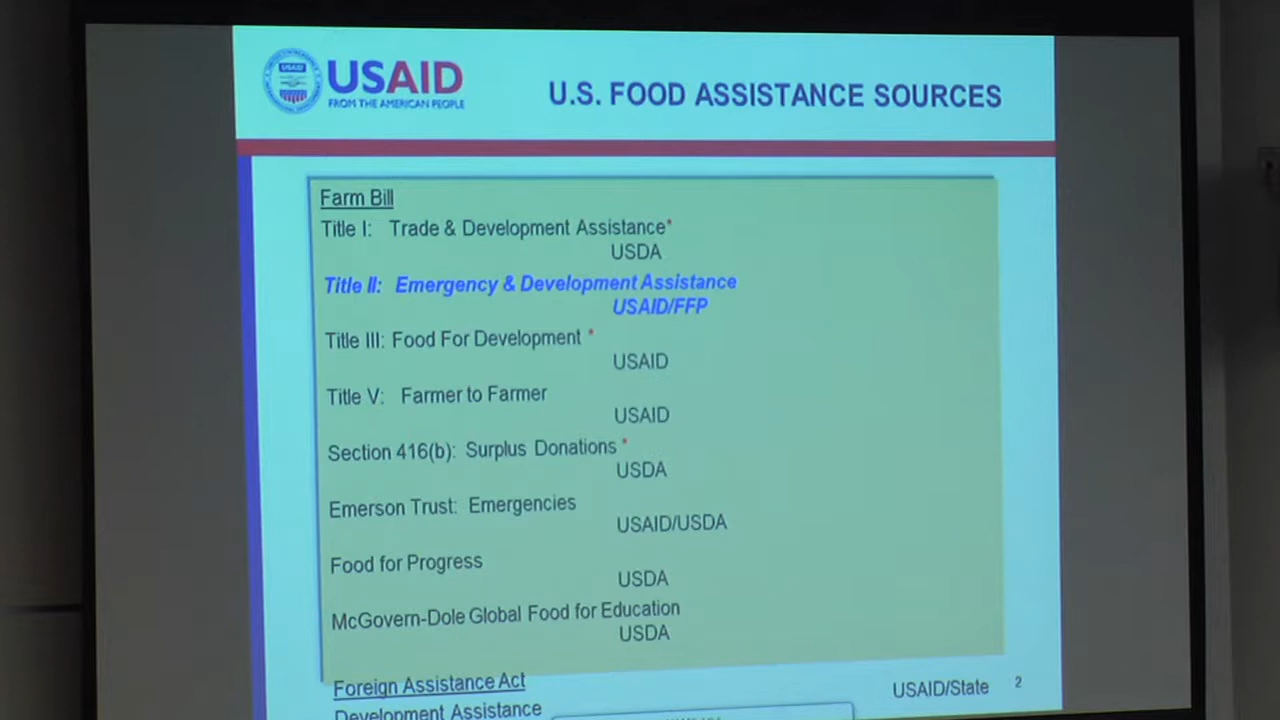 USAID
FROM THE AMERICAN PEOPLE
U.S. FOOD ASSISTANCE SOURCES
Farm Bill
Title I: Trade & Development Assistance*
USDA
Title II: Emergency & Development Assistance
USAID/FFP
Title III: Food For Development *
USAID
Title V: Farmer to Farmer
USAID
Section 416(b): Surplus Donations *
USDA
Emerson Trust: Emergencies
USAID/USDA
Food for Progress
USDA
McGovern-Dole Global Food for Education
USDA
Foreign Assistance Act
USAID/State 2
Development Assistance